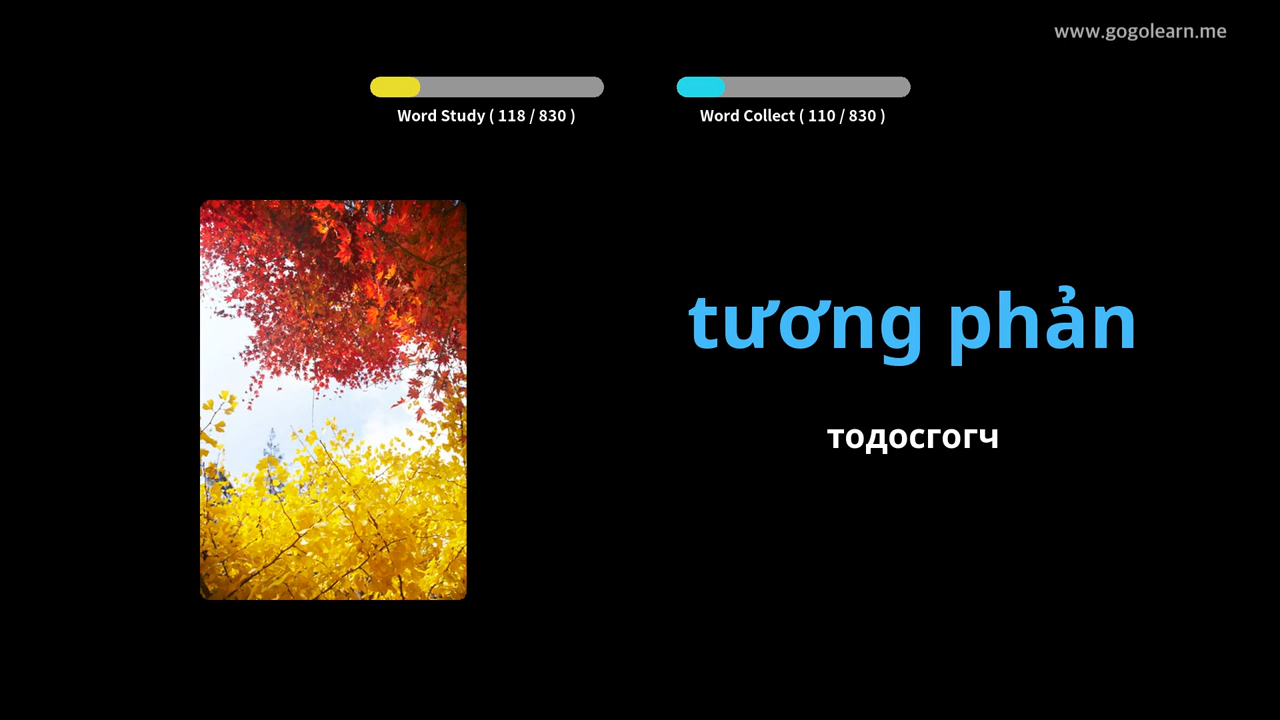 www.gogolearn.me
Word Study ( 118 / 830 )
Word Collect ( 110 / 830 )
tương phản
тодосгогч